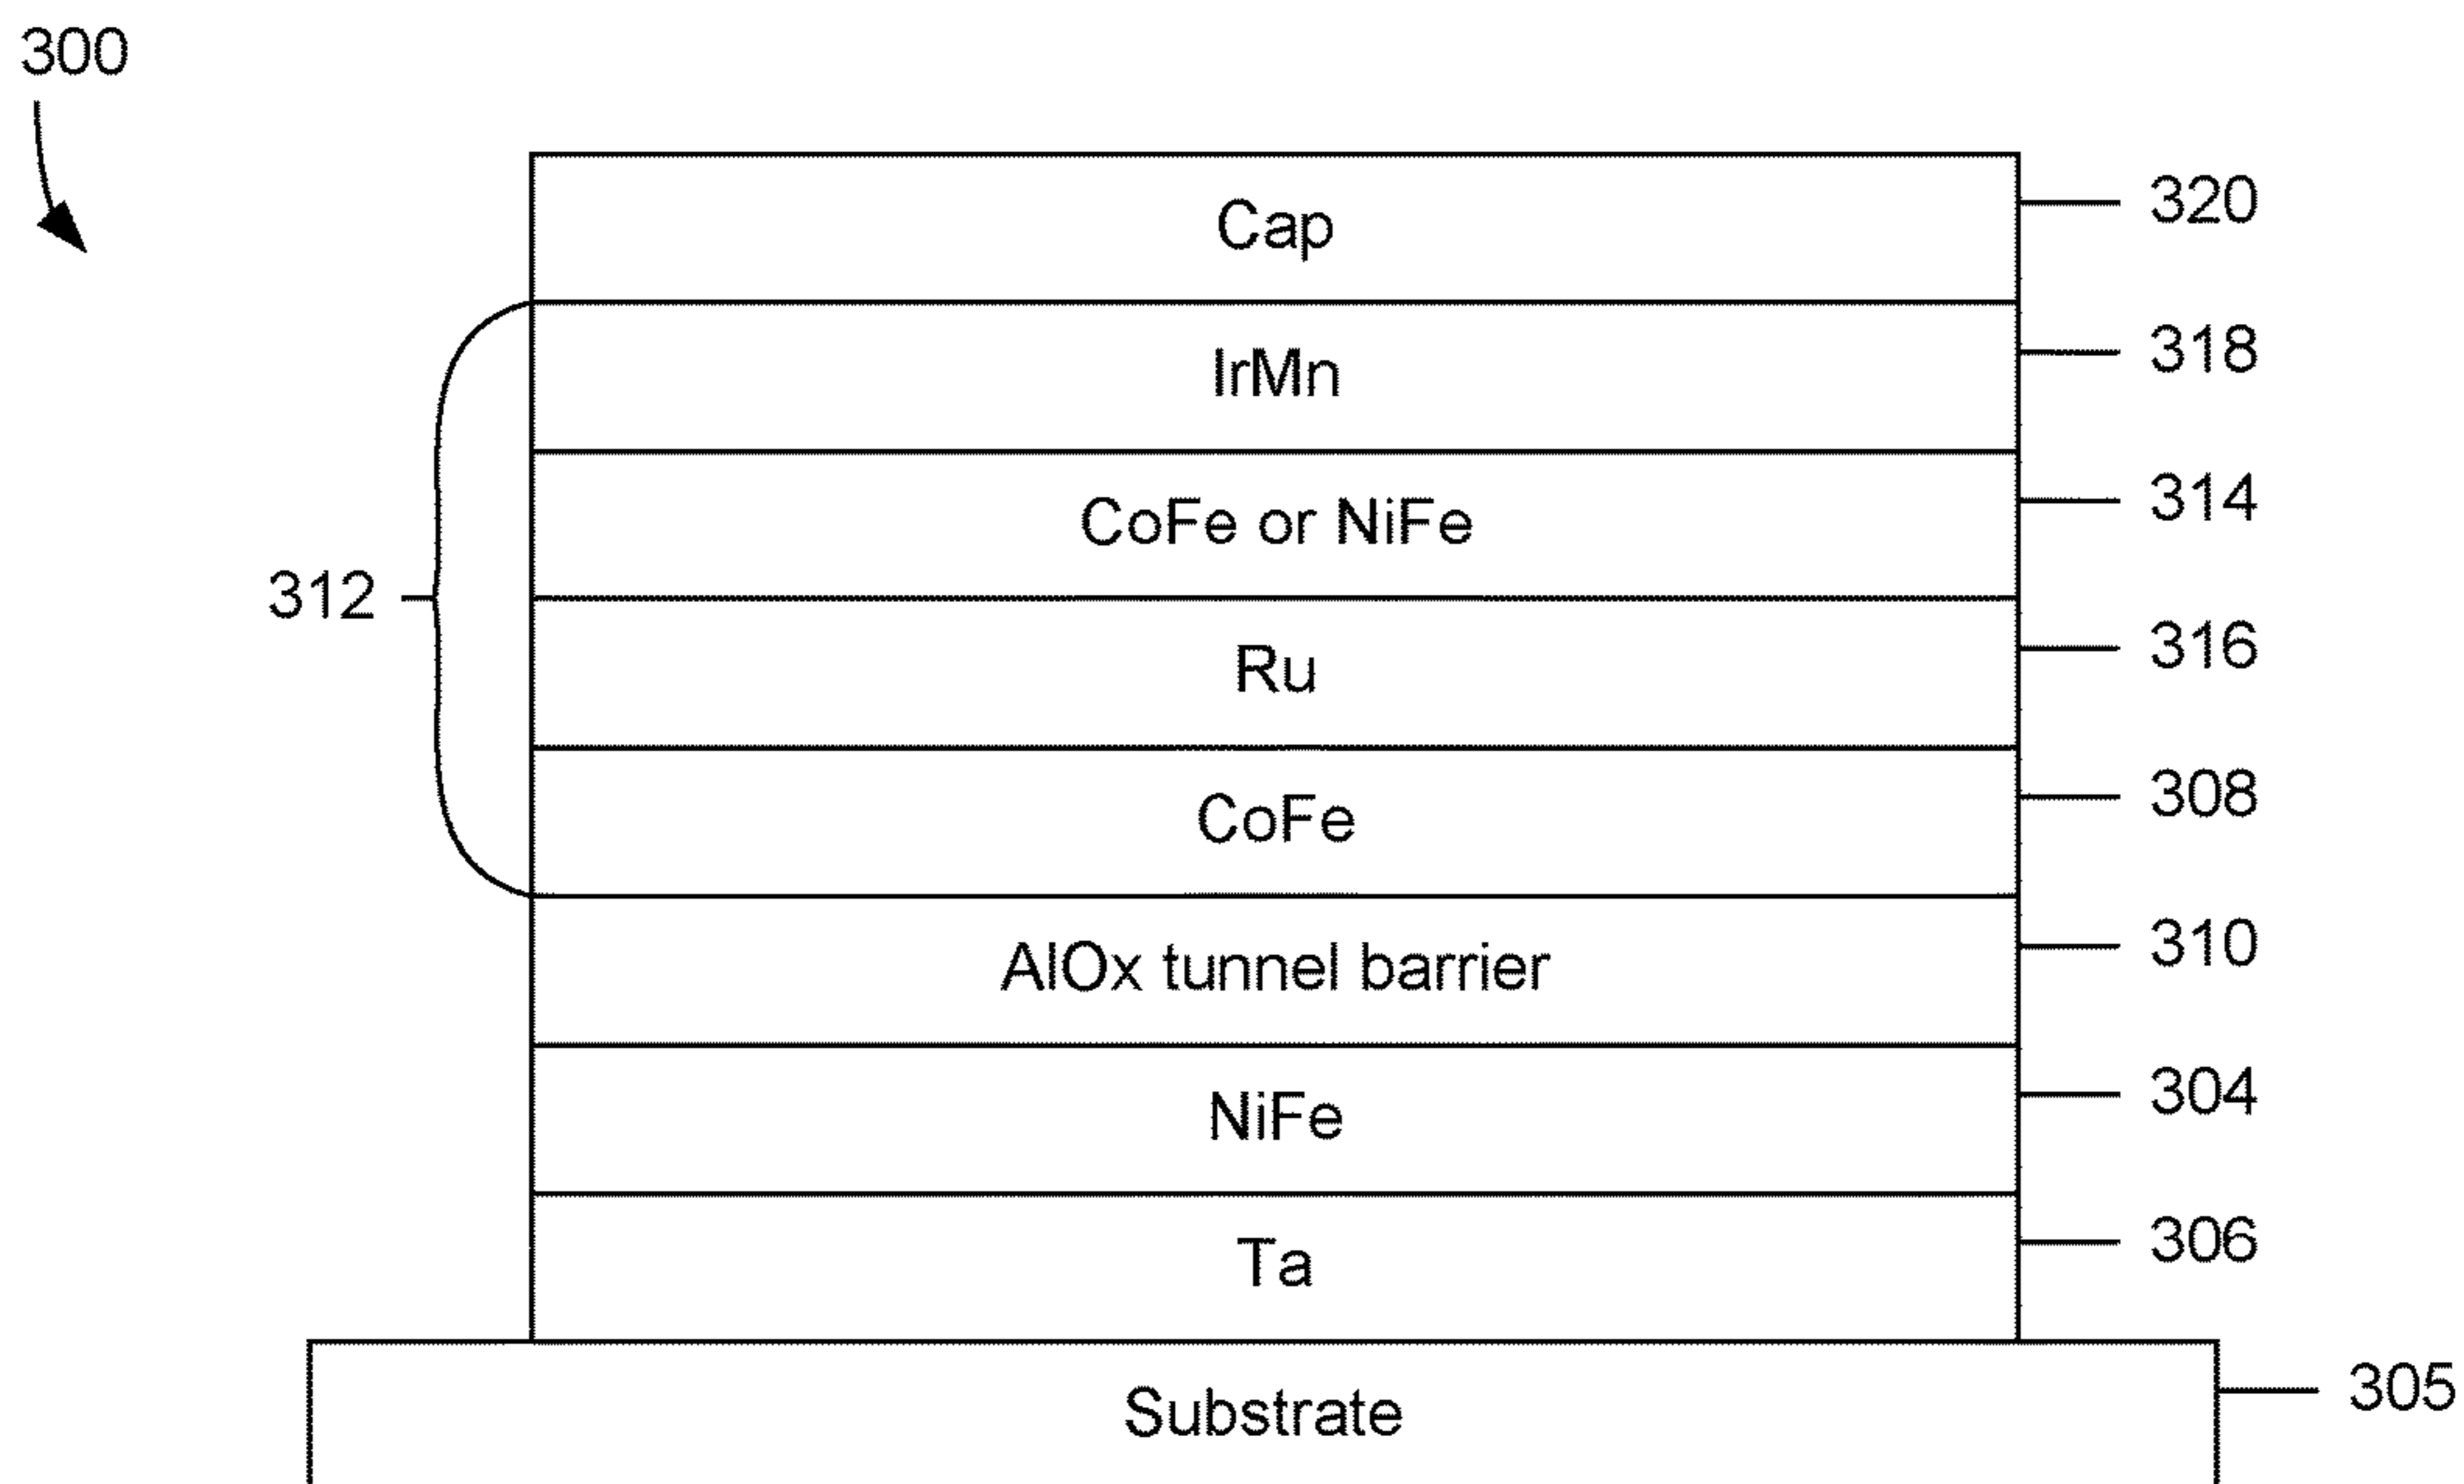 300
Cap 320
IrMn 318
CoFe or NiFe 314
312
Ru 316
CoFe 308
AlOx tunnel barrier 310
NiFe 304
Ta 306
Substrate 305